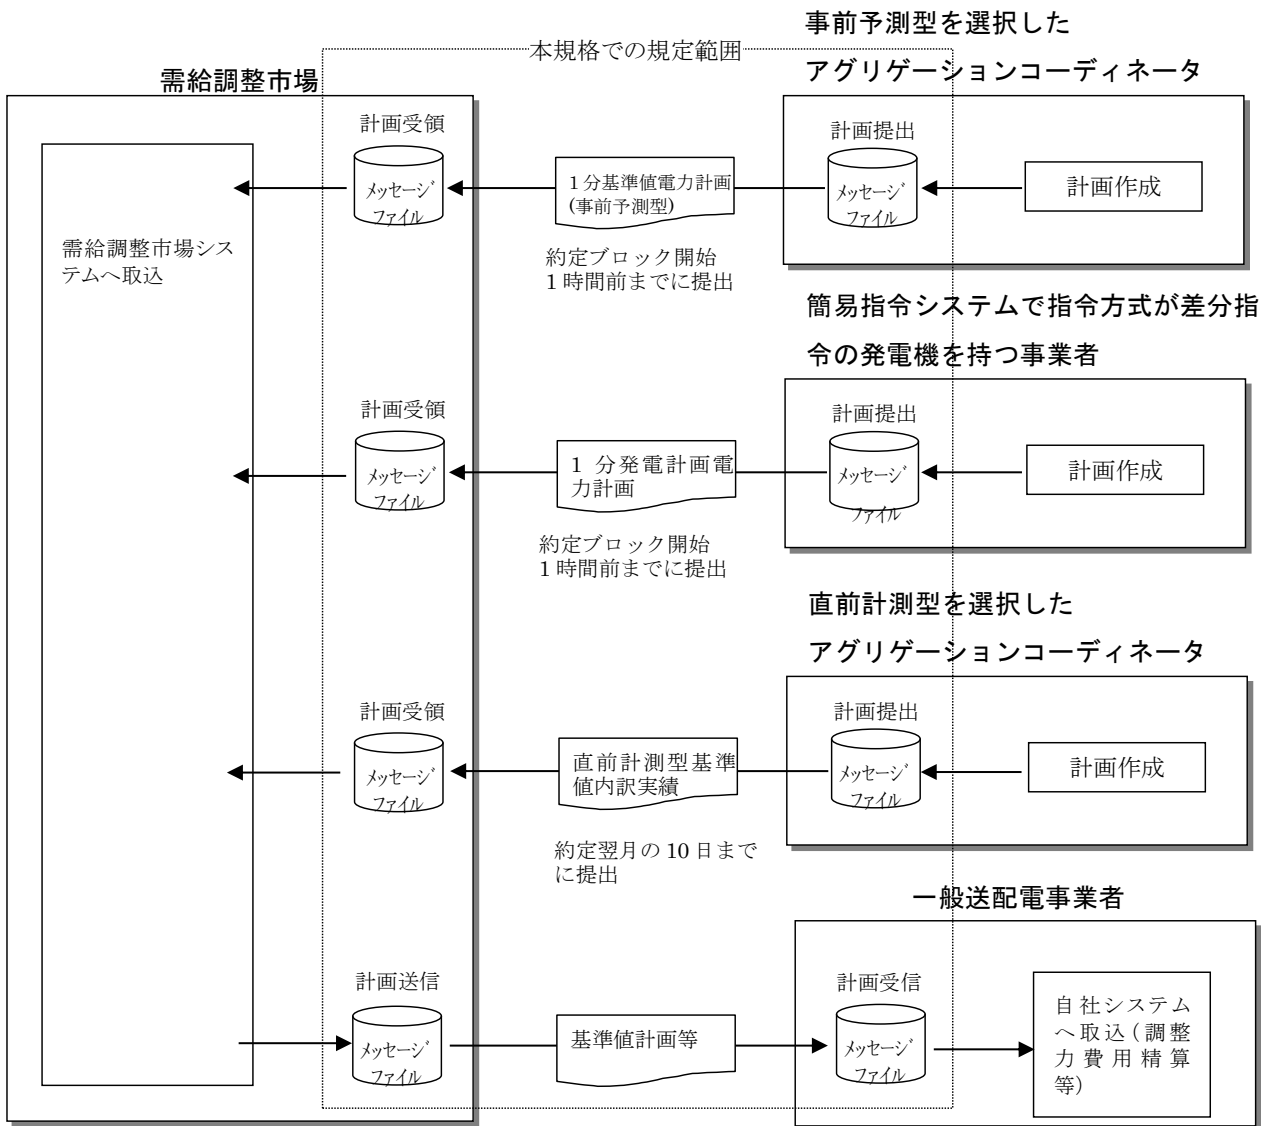 事前予測型を選択した
アグリゲーションコーディネータ
本規格での規定範囲
需給調整市場
計画受領
メッセージ
ファイル
1分基準値電力計画
(事前予測型)
計画提出
メッセージ
ファイル
計画作成
需給調整市場シス
テムへ取込
約定ブロック開始
1時間前までに提出
簡易指令システムで指令方式が差分指
令の発電機を持つ事業者
計画受領
メッセージ
ファイル
1 分発電計画電
力計画
計画提出
メッセージ
ファイル
計画作成
約定ブロック開始
1時間前までに提出
直前計測型を選択した
アグリゲーションコーディネータ
計画受領
メッセージ
ファイル
直前計測型基準
値内訳実績
計画提出
メッセージ
ファイル
計画作成
約定翌月の 10 日まで
に提出
一般送配電事業者
計画送信
メッセージ
ファイル
基準値計画等
計画受信
メッセージ
ファイル
自社システム
へ取込(調整
力費用精算
等)